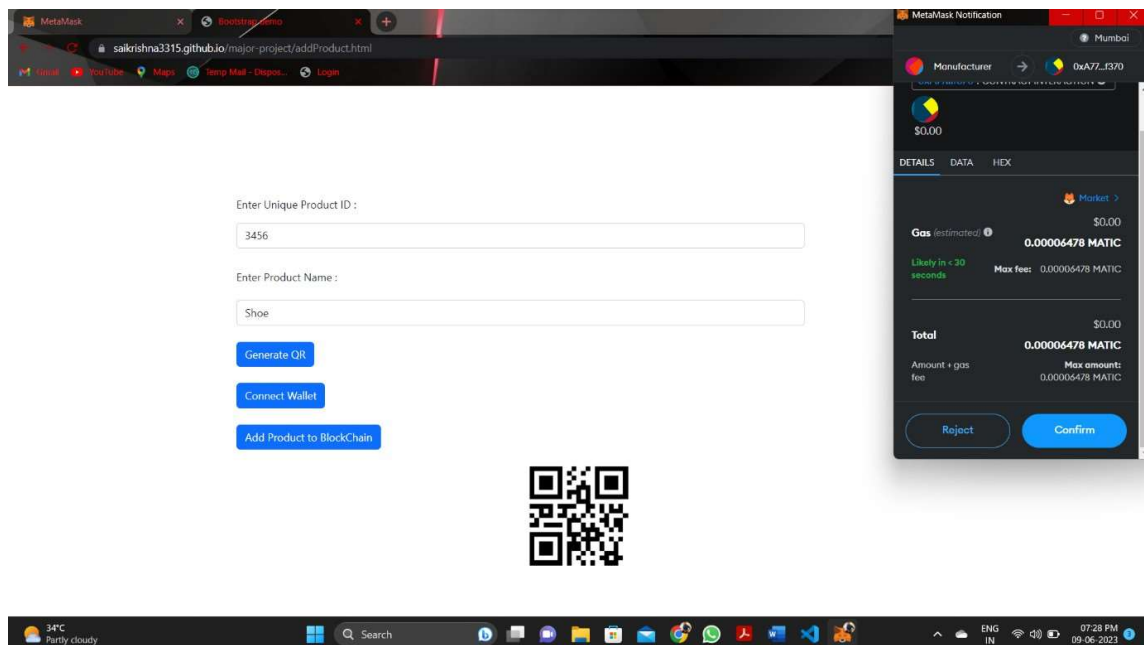 MetaMask
Bootstrap demo
saikrishna3315.github.io/major-project/addProduct.html
Gmail
YouTube
Maps
Temp Mail - Dispos...
Login
Enter Unique Product ID :
3456
Enter Product Name :
Shoe
Generate QR
Connect Wallet
Add Product to BlockChain
MetaMask Notification
Mumbai
Manufacturer
0xA77...f370
CONTRACT INTERACTION
$0.00
DETAILS DATA HEX
Market >
$0.00
Gas (estimated)
0.00006478 MATIC
Likely in < 30
seconds
Max fee: 0.00006478 MATIC
$0.00
Total
0.00006478 MATIC
Amount + gas
fee
Max amount:
0.00006478 MATIC
Reject
Confirm
34°C
Partly cloudy
Search
ENG
IN
07:28 PM
09-06-2023
3